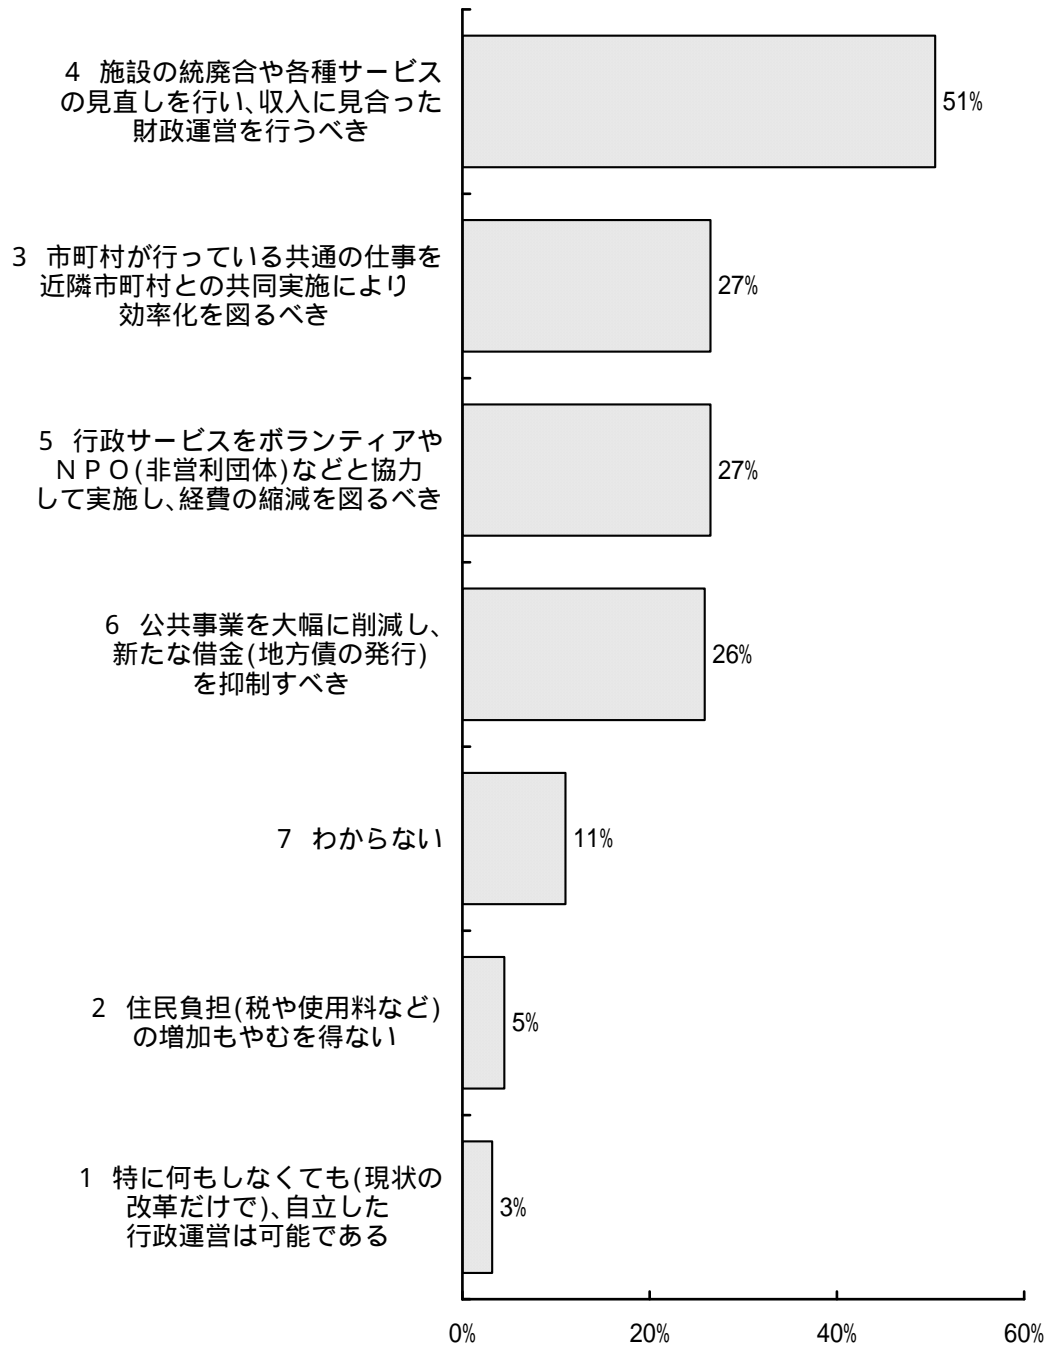 4 施設の統廃合や各種サービス
の見直しを行い、収入に見合った
財政運営を行うべき
51%
3 市町村が行っている共通の仕事を
近隣市町村との共同実施により
効率化を図るべき
27%
5 行政サービスをボランティアや
ＮＰＯ(非営利団体)などと協力
して実施し、経費の縮減を図るべき
27%
6 公共事業を大幅に削減し、
新たな借金(地方債の発行)
を抑制すべき
26%
7 わからない
11%
2 住民負担(税や使用料など)
の増加もやむを得ない
5%
1 特に何もしなくても(現状の
改革だけで)、自立した
行政運営は可能である
3%
0% 20% 40% 60%